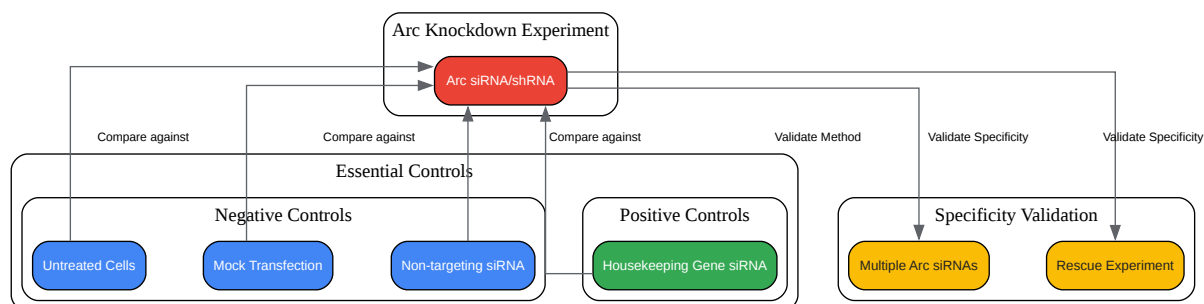 Arc Knockdown Experiment
Arc siRNA/shRNA
Compare against
Compare against
Compare against
Validate Method
Validate Specificity
Validate Specificity
Essential Controls
Negative Controls
Positive Controls
Specificity Validation
Untreated Cells
Mock Transfection
Non-targeting siRNA
Housekeeping Gene siRNA
Multiple Arc siRNAs
Rescue Experiment